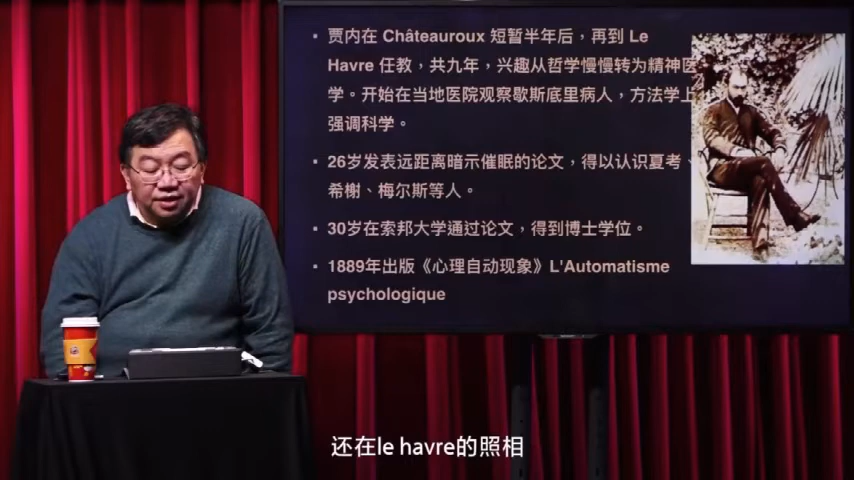 贾内在 Châteauroux 短暂半年后，再到 Le
Havre 任教，共九年，兴趣从哲学慢慢转为精神医
学。开始在当地医院观察歇斯底里病人，方法学上
强调科学。
26岁发表远距离暗示催眠的论文，得以认识夏考、
希榭、梅尔斯等人。
30岁在索邦大学通过论文，得到博士学位。
1889年出版《心理自动现象》L'Automatisme
psychologique
还在le havre的照相